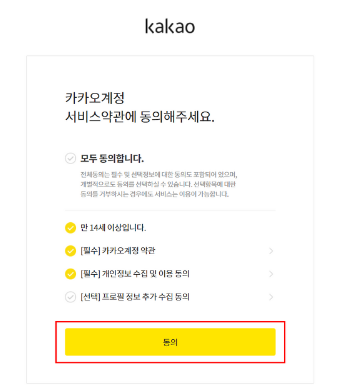 kakao
카카오계정
서비스약관에 동의해주세요.
모두 동의합니다.
전체동의는 필수 및 선택정보에 대한 동의도 포함되어 있으며,
개별적으로도 동의를 선택하실 수 있습니다. 선택항목에 대한
동의를 거부하시는 경우에도 서비스는 이용이 가능합니다.
만 14세 이상입니다.
[필수] 카카오계정 약관
[필수] 개인정보 수집 및 이용 동의
[선택] 프로필 정보 추가 수집 동의
동의